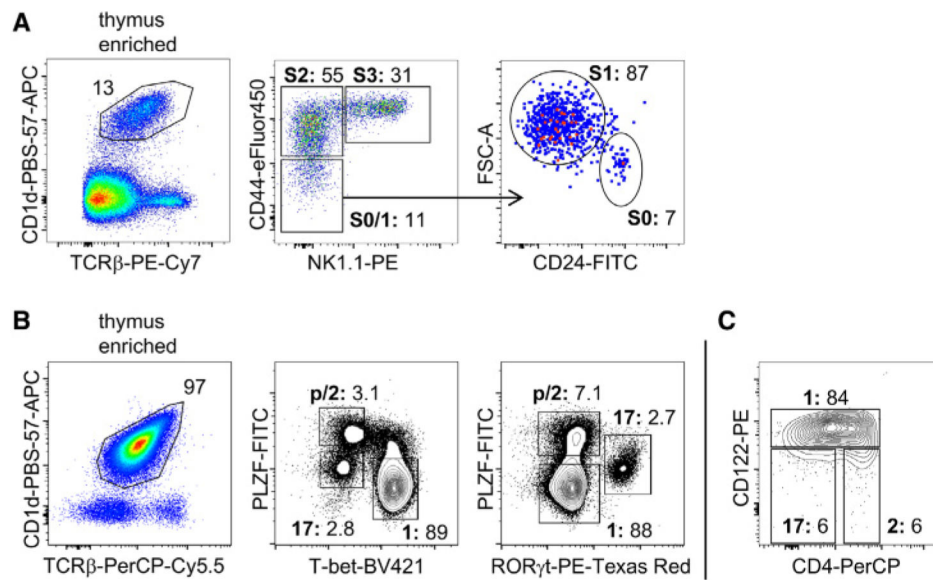 A
thymus
enriched
13
CD1d-PBS-57-APC
TCRβ-PE-Cy7
S2: 55
S3: 31
CD44-eFluor450
S0/1: 11
NK1.1-PE
S1: 87
FSC-A
S0: 7
CD24-FITC
B
thymus
enriched
97
CD1d-PBS-57-APC
TCRβ-PerCP-Cy5.5
p/2: 3.1
PLZF-FITC
17: 2.8
1: 89
T-bet-BV421
p/2: 7.1
17: 2.7
PLZF-FITC
1: 88
RORγt-PE-Texas Red
C
1: 84
CD122-PE
17: 6
2: 6
CD4-PerCP